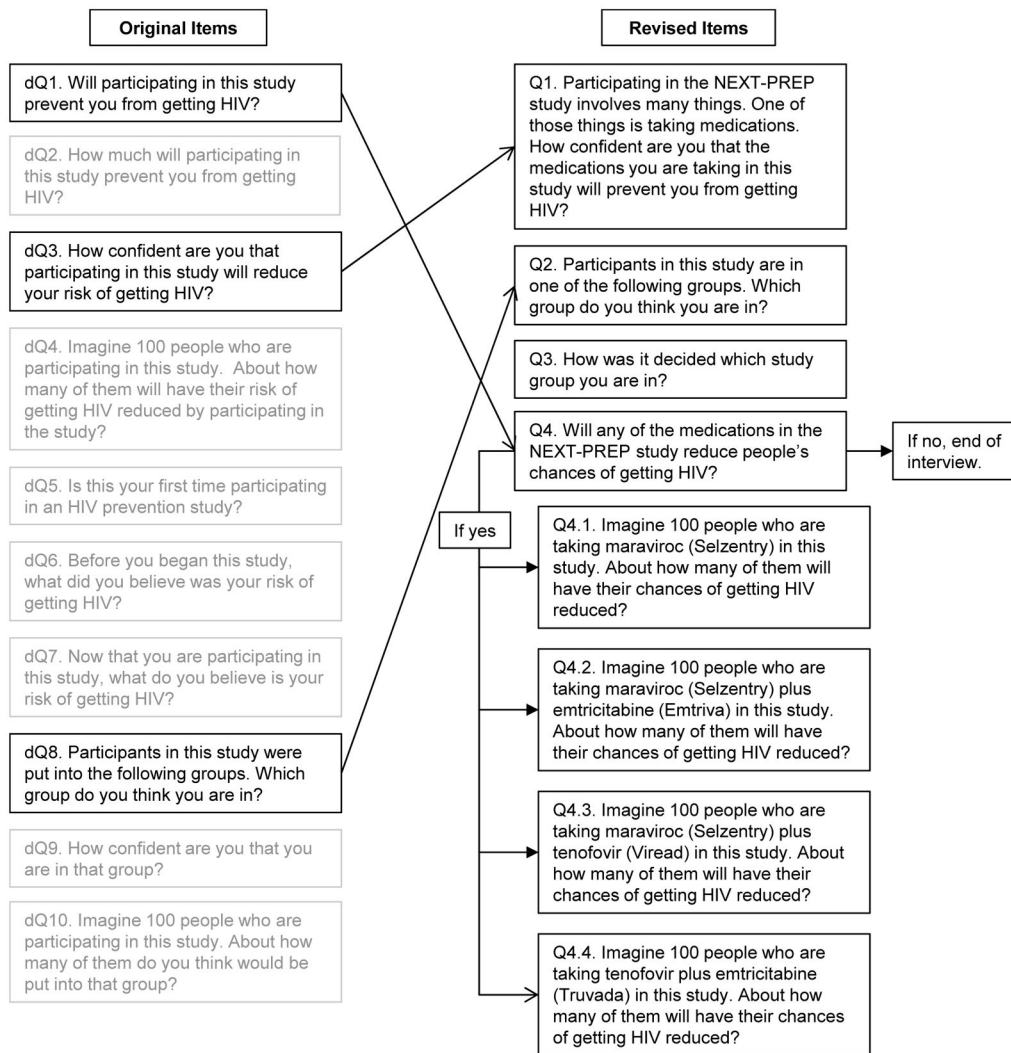 Original Items
dQ1. Will participating in this study
prevent you from getting HIV?
dQ2. How much will participating in
this study prevent you from getting
HIV?
dQ3. How confident are you that
participating in this study will reduce
your risk of getting HIV?
dQ4. Imagine 100 people who are
participating in this study.  About how
many of them will have their risk of
getting HIV reduced by participating in
the study?
dQ5. Is this your first time participating
in an HIV prevention study?
dQ6. Before you began this study,
what did you believe was your risk of
getting HIV?
dQ7. Now that you are participating in
this study, what do you believe is your
risk of getting HIV?
dQ8. Participants in this study were
put into the following groups. Which
group do you think you are in?
dQ9. How confident are you that you
are in that group?
dQ10. Imagine 100 people who are
participating in this study. About how
many of them do you think would be
put into that group?
Revised Items
Q1. Participating in the NEXT-PREP
study involves many things. One of
those things is taking medications.
How confident are you that the
medications you are taking in this
study will prevent you from getting
HIV?
Q2. Participants in this study are in
one of the following groups. Which
group do you think you are in?
Q3. How was it decided which study
group you are in?
Q4. Will any of the medications in the
NEXT-PREP study reduce people's
chances of getting HIV?
If no, end of
interview.
If yes
Q4.1. Imagine 100 people who are
taking maraviroc (Selzentry) in this
study. About how many of them will
have their chances of getting HIV
reduced?
Q4.2. Imagine 100 people who are
taking maraviroc (Selzentry) plus
emtricitabine (Emtriva) in this study.
About how many of them will have
their chances of getting HIV reduced?
Q4.3. Imagine 100 people who are
taking maraviroc (Selzentry) plus
tenofovir (Viread) in this study. About
how many of them will have their
chances of getting HIV reduced?
Q4.4. Imagine 100 people who are
taking tenofovir plus emtricitabine
(Truvada) in this study. About how
many of them will have their chances
of getting HIV reduced?